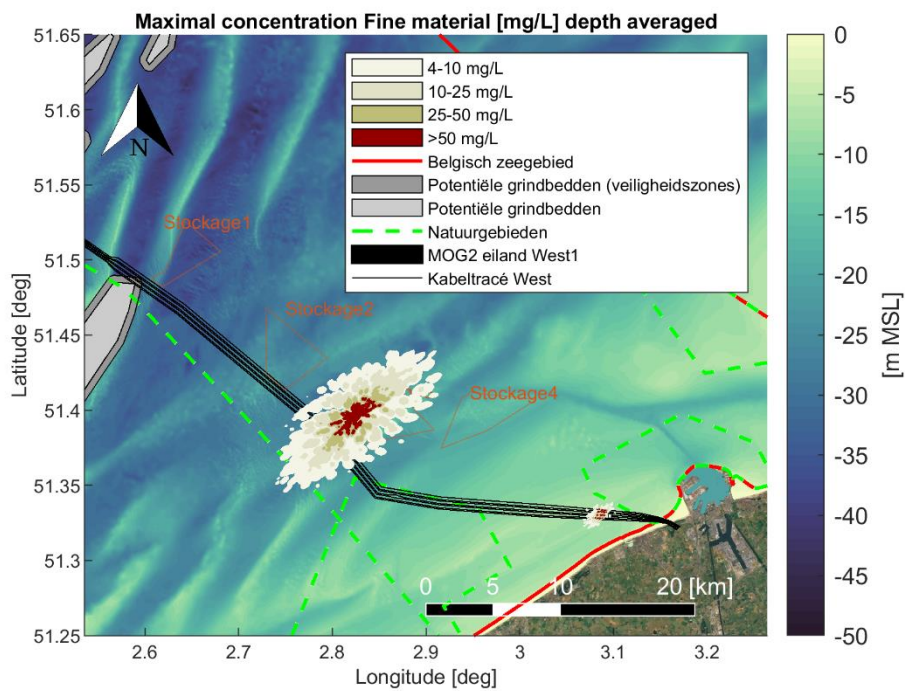 Maximal concentration Fine material [mg/L] depth averaged
51.65
51.6
51.55
51.5
51.45
51.4
51.35
51.3
51.25
Latitude [deg]
N
4-10 mg/L
10-25 mg/L
25-50 mg/L
>50 mg/L
Belgisch zeegebied
Potentiële grindbedden (veiligheidszones)
Potentiële grindbedden
Natuurgebieden
MOG2 eiland West1
Kabeltracé West
Stockage1
Stockage2
Stockage4
0 5 10 20 [km]
2.6 2.7 2.8 2.9 3 3.1 3.2
Longitude [deg]
0
-5
-10
-15
-20
-25
-30
-35
-40
-45
-50
[m MSL]